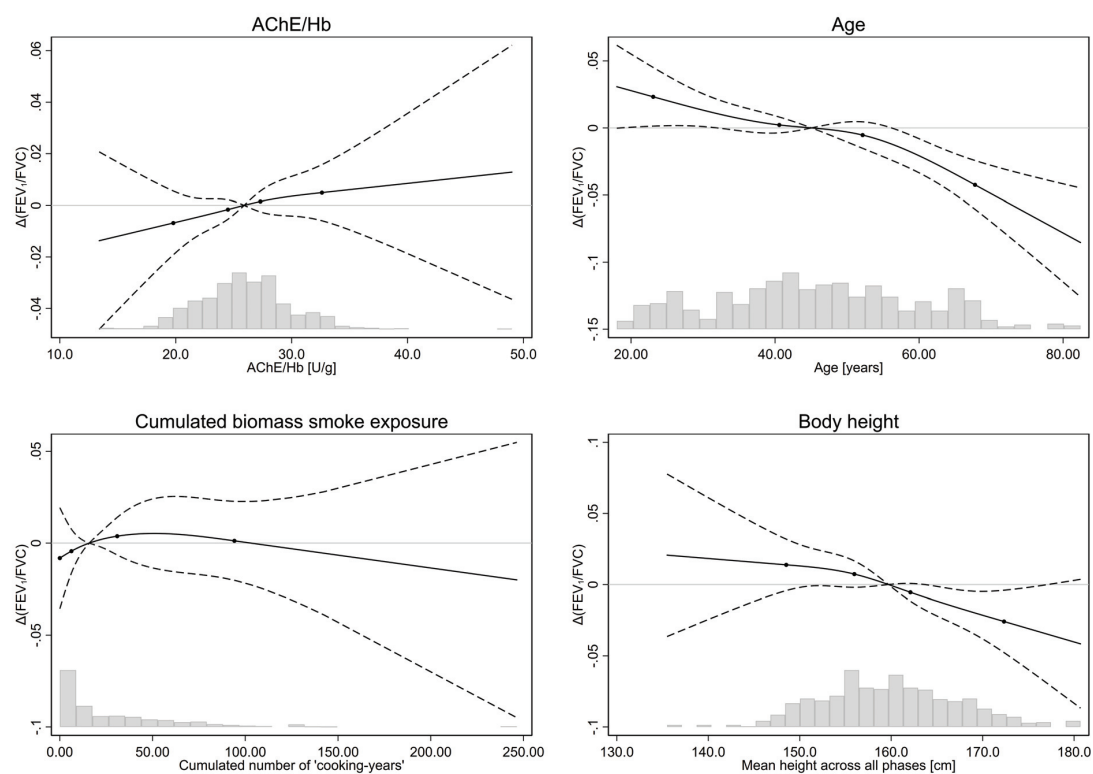 AChE/Hb
.06
.04
.02
0
-.02
-.04
Δ(FEV₁/FVC)
10.0 20.0 30.0 40.0 50.0
AChE/Hb [U/g]
Age
.05
0
-.05
-.1
-.15
Δ(FEV₁/FVC)
20.00 40.00 60.00 80.00
Age [years]
Cumulated biomass smoke exposure
.05
0
-.05
-.1
Δ(FEV₁/FVC)
0.00 50.00 100.00 150.00 200.00 250.00
Cumulated number of 'cooking-years'
Body height
.1
.05
0
-.05
-.1
Δ(FEV₁/FVC)
130.0 140.0 150.0 160.0 170.0 180.0
Mean height across all phases [cm]